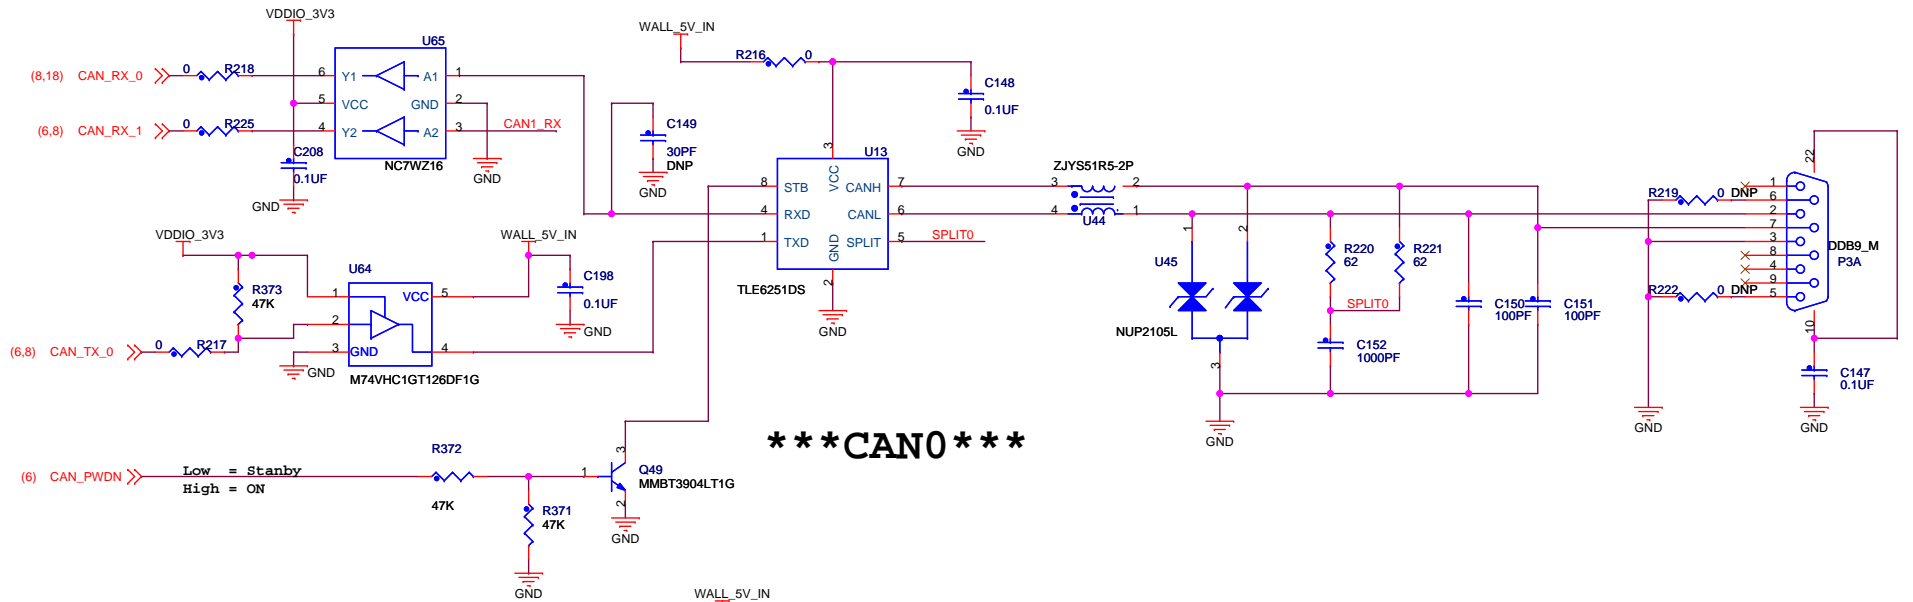 VDDIO_3V3
U65
(8,18) CAN_RX_0 0 R218 6 Y1 A1 1
5 VCC GND 2
(6,8) CAN_RX_1 0 R225 4 Y2 A2 3 CAN1_RX
C208
0.1UF
NC7WZ16
GND
GND
WALL_5V_IN
R216 0
C148
0.1UF
GND
C149
30PF
DNP
GND
U13
3
VCC
8 STB CANH 7
4 RXD CANL 6
1 TXD SPLIT 5 SPLIT0
GND
2
TLE6251DS
GND
ZJYS51R5-2P
3 2
4 1
U44
1 2
U45
NUP2105L
3
GND
R220
62
R221
62
SPLIT0
C152
1000PF
C150
100PF
C151
100PF
22
R219 0 DNP
1
6
2
7
3
8
4
9
5
R222 0 DNP
DDB9_M
P3A
10
C147
0.1UF
GND
GND
VDDIO_3V3
WALL_5V_IN
U64
R373
47K
1 VCC 5
2
3 GND 4
C198
0.1UF
GND
(6,8) CAN_TX_0 0 R217
GND
M74VHC1GT126DF1G
***CAN0***
R372
47K
(6) CAN_PWDN
Low = Stanby
High = ON
1
3
2
Q49
MMBT3904LT1G
R371
47K
GND
GND
WALL_5V_IN